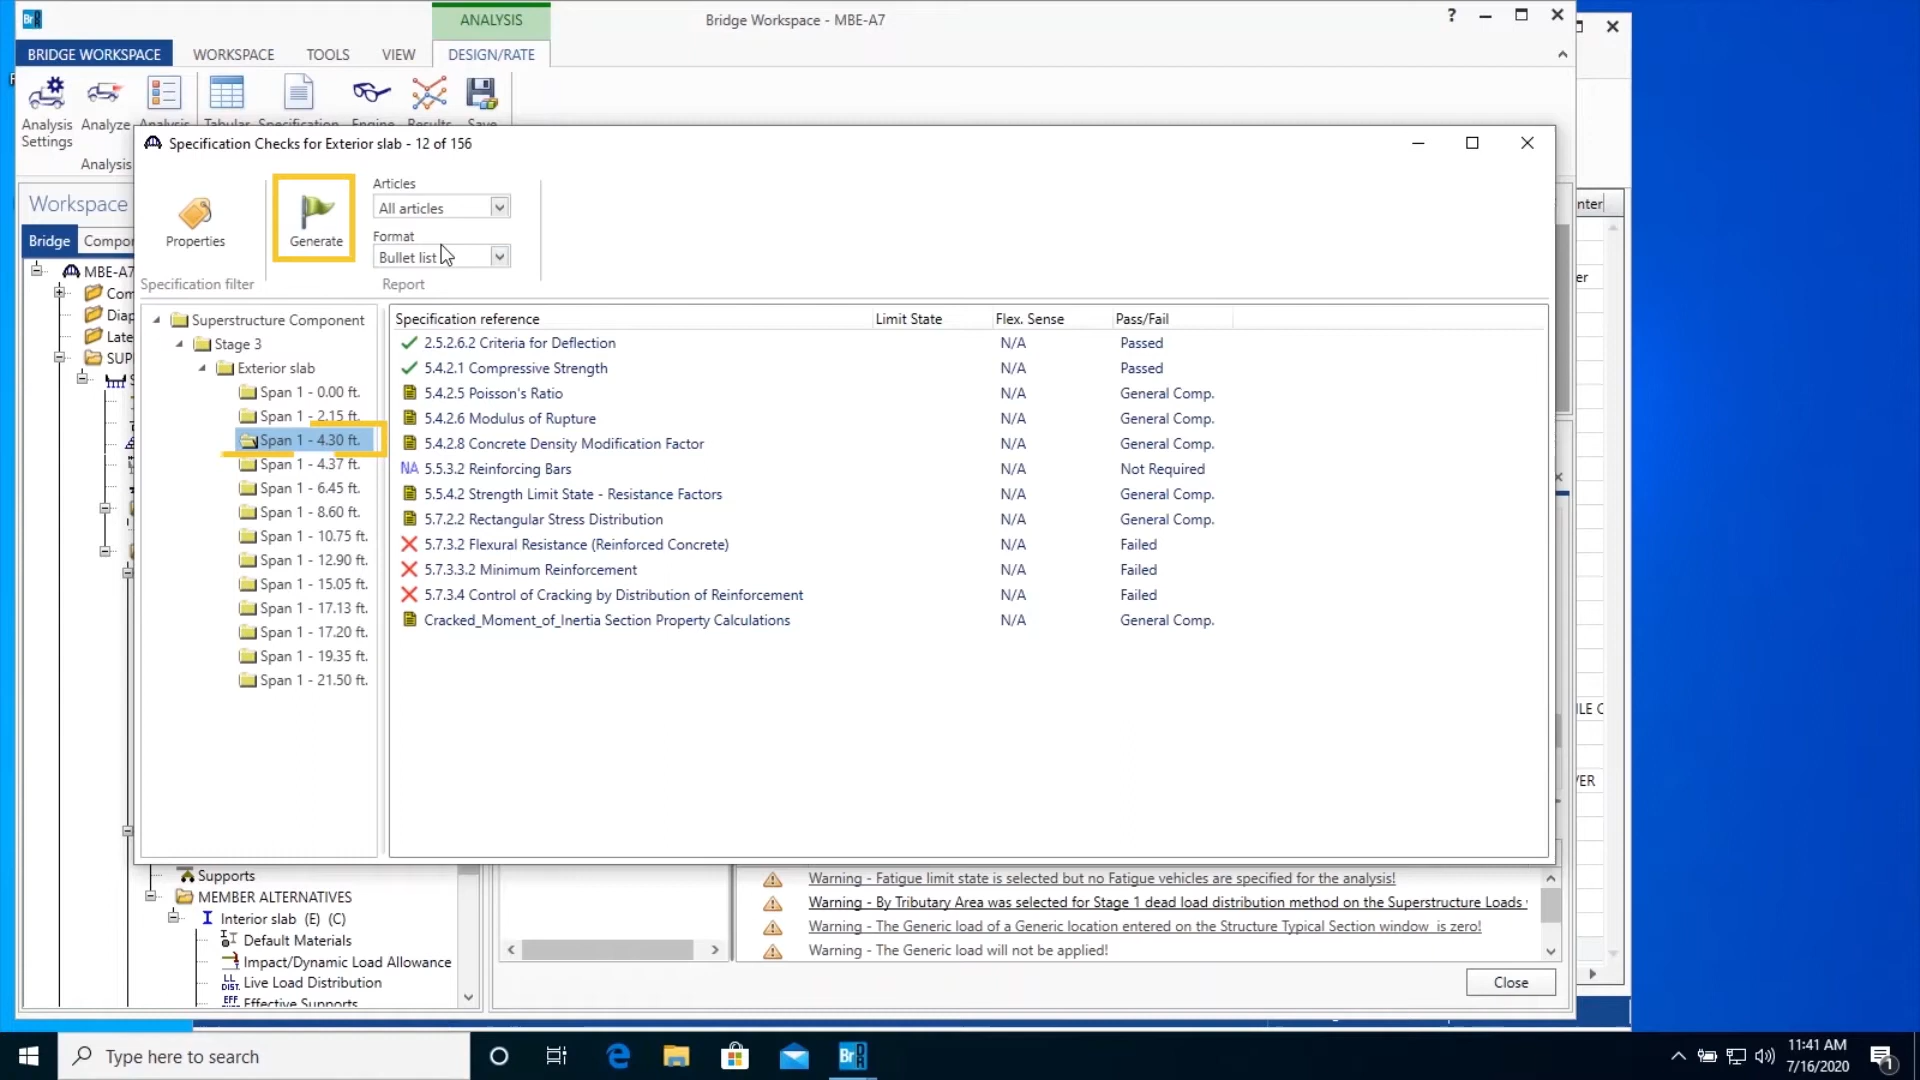 Br
ANALYSIS
Bridge Workspace - MBE-A7
?
BRIDGE WORKSPACE
WORKSPACE
TOOLS
VIEW
DESIGN/RATE
Analysis
Settings
Analyze
Analysis
Tabular
Specification
Engine
Results
Save
Analysis
Specification Checks for Exterior slab - 12 of 156
Properties
Specification filter
Generate
Articles
All articles
Format
Bullet list
Report
Workspace
Bridge
MBE-A7
Superstructure Component
Stage 3
Exterior slab
Span 1 - 0.00 ft.
Span 1 - 2.15 ft.
Span 1 - 4.30 ft.
Span 1 - 4.37 ft.
Span 1 - 6.45 ft.
Span 1 - 8.60 ft.
Span 1 - 10.75 ft.
Span 1 - 12.90 ft.
Span 1 - 15.05 ft.
Span 1 - 17.13 ft.
Span 1 - 17.20 ft.
Span 1 - 19.35 ft.
Span 1 - 21.50 ft.
Specification reference Limit State Flex. Sense Pass/Fail
2.5.2.6.2 Criteria for Deflection N/A Passed
5.4.2.1 Compressive Strength N/A Passed
5.4.2.5 Poisson's Ratio N/A General Comp.
5.4.2.6 Modulus of Rupture N/A General Comp.
5.4.2.8 Concrete Density Modification Factor N/A General Comp.
NA 5.5.3.2 Reinforcing Bars N/A Not Required
5.5.4.2 Strength Limit State - Resistance Factors N/A General Comp.
5.7.2.2 Rectangular Stress Distribution N/A General Comp.
5.7.3.2 Flexural Resistance (Reinforced Concrete) N/A Failed
5.7.3.3.2 Minimum Reinforcement N/A Failed
5.7.3.4 Control of Cracking by Distribution of Reinforcement N/A Failed
Cracked_Moment_of_Inertia Section Property Calculations N/A General Comp.
Supports
MEMBER ALTERNATIVES
Interior slab (E) (C)
Default Materials
Impact/Dynamic Load Allowance
LL DIST. Live Load Distribution
EFF Effective Supports
Warning - Fatigue limit state is selected but no Fatigue vehicles are specified for the analysis!
Warning - By Tributary Area was selected for Stage 1 dead load distribution method on the Superstructure Loads
Warning - The Generic load of a Generic location entered on the Structure Typical Section window is zero!
Warning - The Generic load will not be applied!
Close
Type here to search
11:41 AM
7/16/2020
1